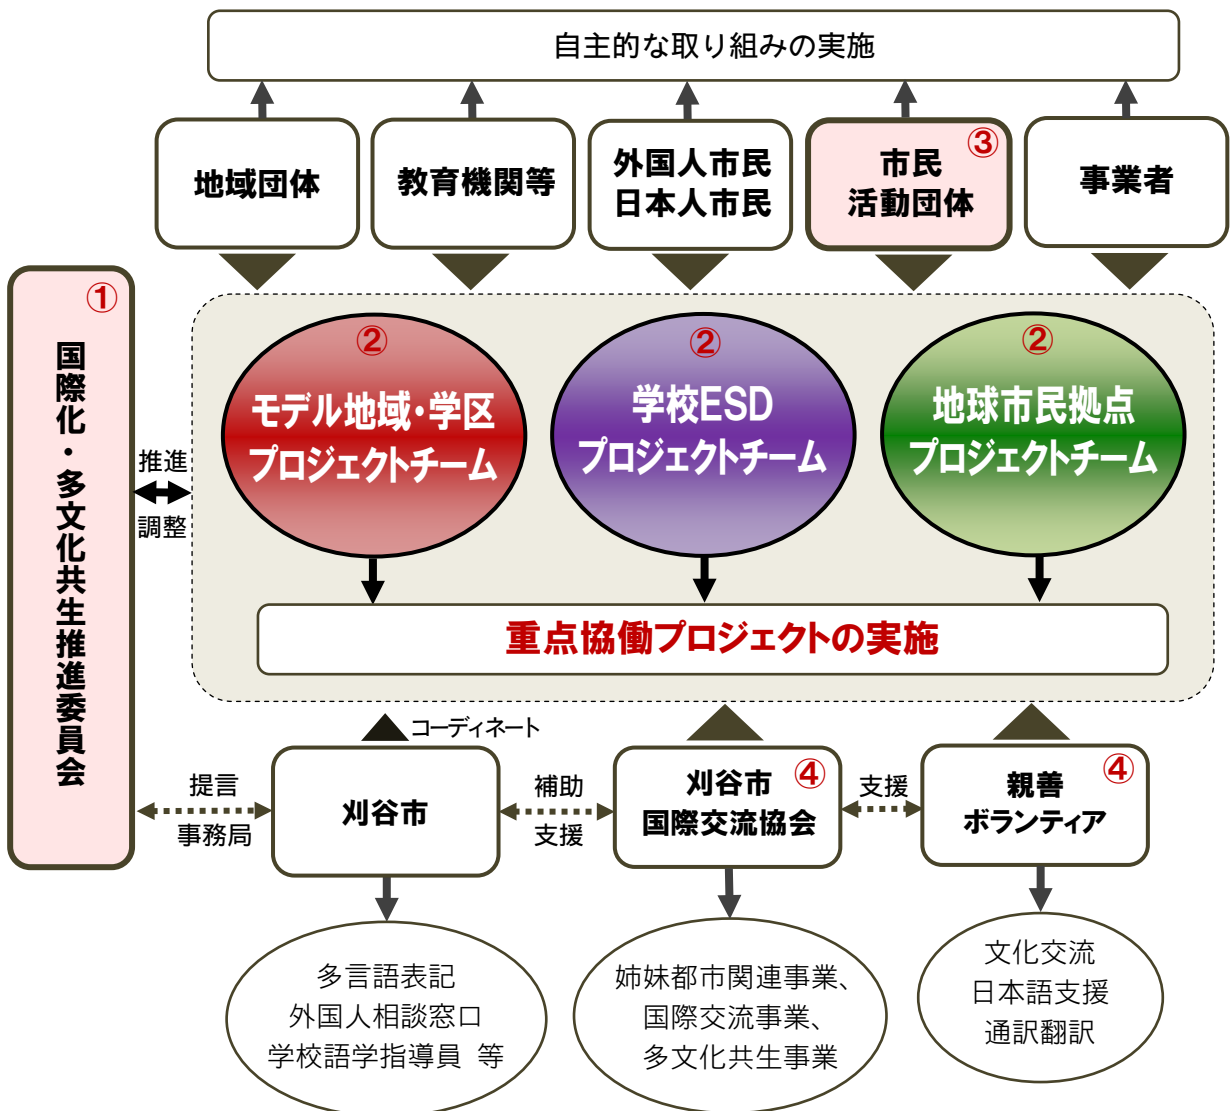 自主的な取り組みの実施
地域団体
教育機関等
外国人市民
日本人市民
③
市民
活動団体
事業者
①
国際化・多文化共生推進委員会
推進
調整
②
モデル地域・学区
プロジェクトチーム
②
学校ESD
プロジェクトチーム
②
地球市民拠点
プロジェクトチーム
重点協働プロジェクトの実施
コーディネート
提言
事務局
刈谷市
補助
支援
④
刈谷市
国際交流協会
支援
④
親善
ボランティア
多言語表記
外国人相談窓口
学校語学指導員 等
姉妹都市関連事業、
国際交流事業、
多文化共生事業
文化交流
日本語支援
通訳翻訳